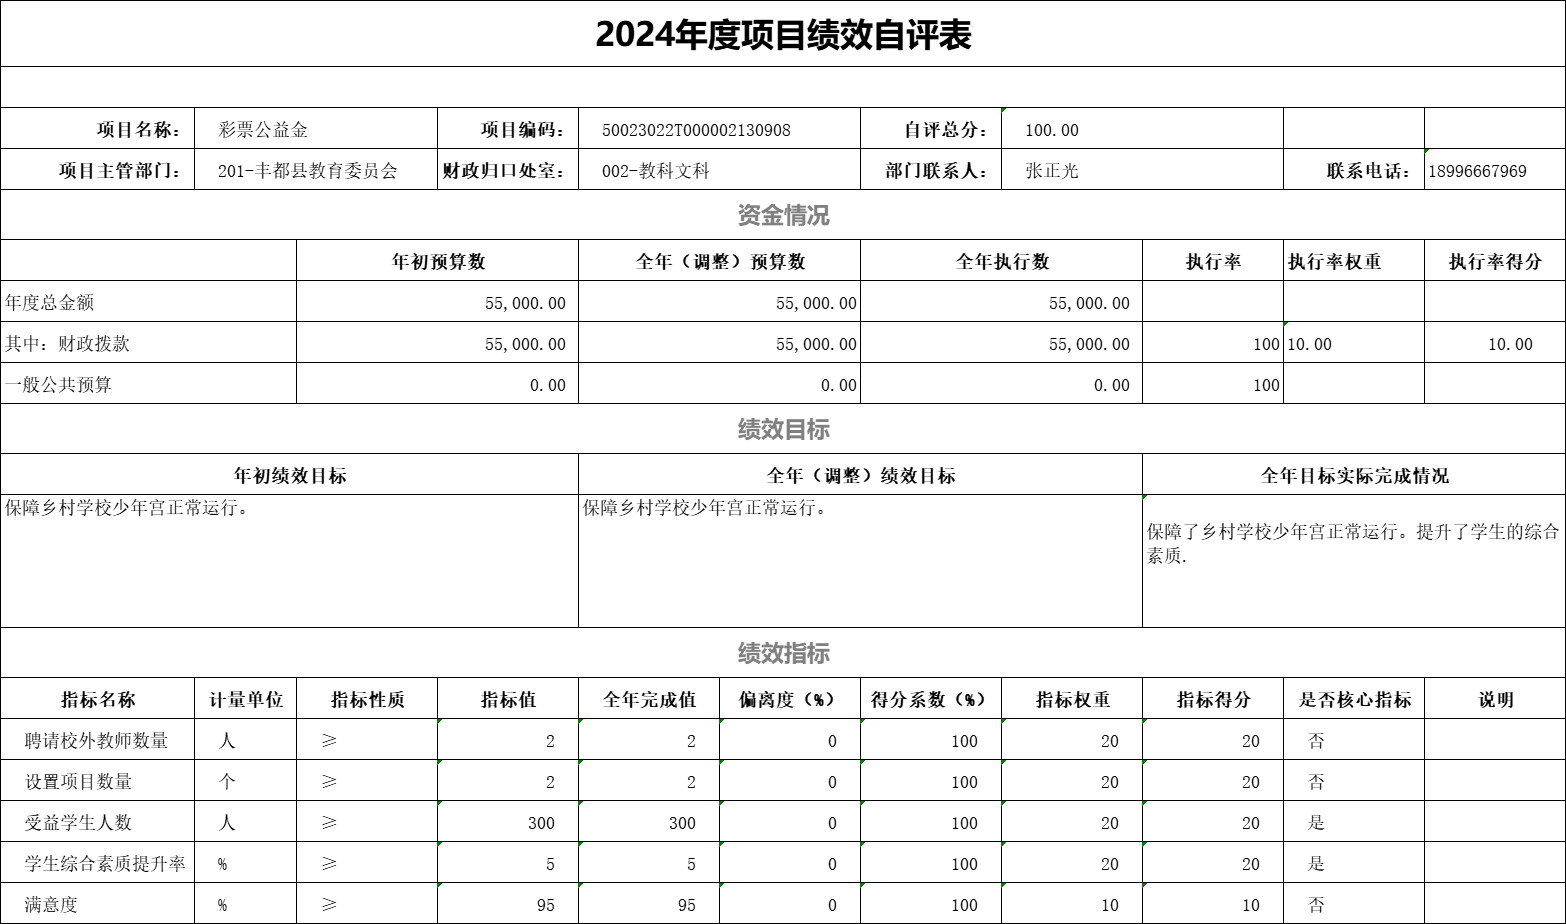 2024年度项目绩效自评表
项目名称： 彩票公益金 项目编码： 50023022T000002130908 自评总分： 100.00
项目主管部门： 201-丰都县教育委员会 财政归口处室： 002-教科文科 部门联系人： 张正光 联系电话： 18996667969
资金情况
年初预算数 全年（调整）预算数 全年执行数 执行率 执行率权重 执行率得分
年度总金额 55,000.00 55,000.00 55,000.00
其中：财政拨款 55,000.00 55,000.00 55,000.00 100 10.00 10.00
一般公共预算 0.00 0.00 0.00 100
绩效目标
年初绩效目标 全年（调整）绩效目标 全年目标实际完成情况
保障乡村学校少年宫正常运行。 保障乡村学校少年宫正常运行。
保障了乡村学校少年宫正常运行。提升了学生的综合
素质.
绩效指标
指标名称 计量单位 指标性质 指标值 全年完成值 偏离度（%） 得分系数（%） 指标权重 指标得分 是否核心指标 说明
聘请校外教师数量 人 ≥ 2 2 0 100 20 20 否
设置项目数量 个 ≥ 2 2 0 100 20 20 否
受益学生人数 人 ≥ 300 300 0 100 20 20 是
学生综合素质提升率 % ≥ 5 5 0 100 20 20 是
满意度 % ≥ 95 95 0 100 10 10 否